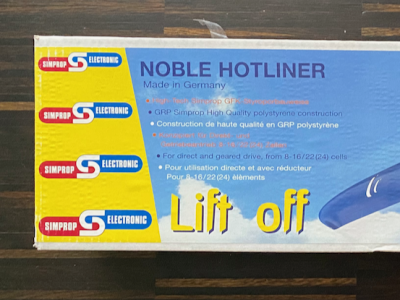 SIMPROP ELECTRONIC
NOBLE HOTLINER
Made in Germany
• GRP Simprop High Quality polystyrene construction
SIMPROP ELECTRONIC
• Construction de haute qualité en GRP polystyrène
• For direct and geared drive, from 8-16/22(24) cells
SIMPROP ELECTRONIC
• Pour utilisation directe et avec réducteur
Pour 8-16/22(24) éléments
Lift off
SIMPROP ELECTRONIC